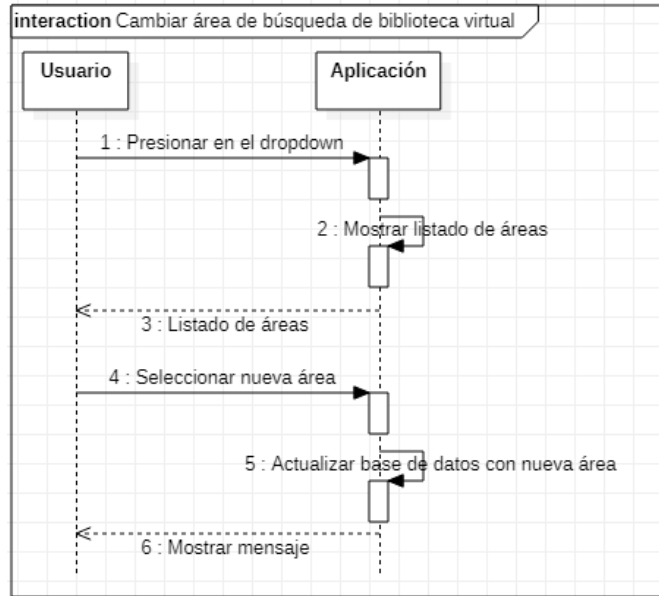 interaction Cambiar área de búsqueda de biblioteca virtual
Usuario
Aplicación
1 : Presionar en el dropdown
2 : Mostrar listado de áreas
3 : Listado de áreas
4 : Seleccionar nueva área
5 : Actualizar base de datos con nueva área
6 : Mostrar mensaje